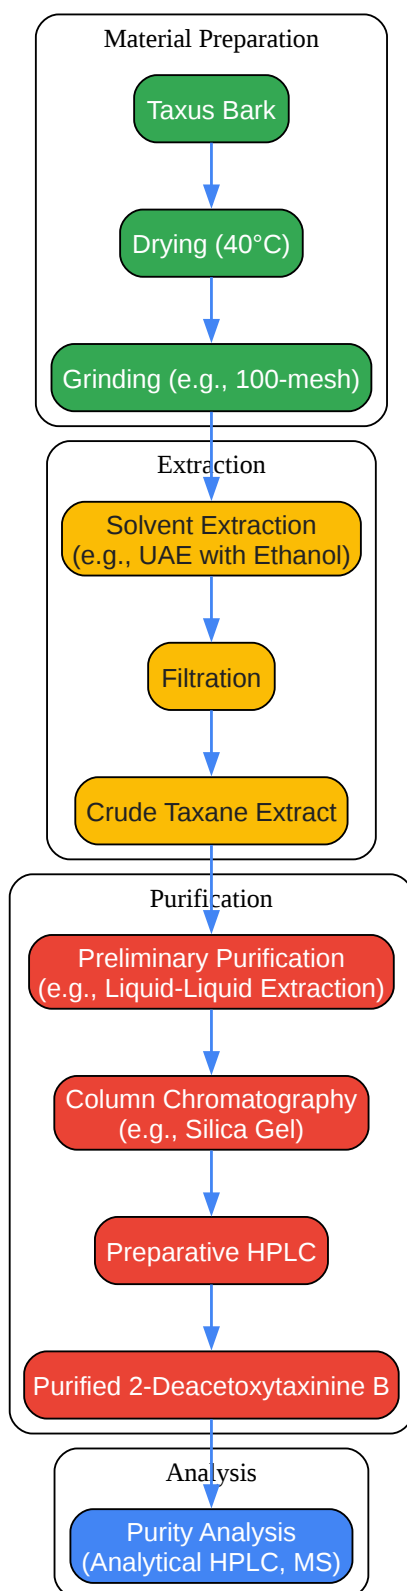 Material Preparation
Taxus Bark
Drying (40°C)
Grinding (e.g., 100-mesh)
Extraction
Solvent Extraction
(e.g., UAE with Ethanol)
Filtration
Crude Taxane Extract
Purification
Preliminary Purification
(e.g., Liquid-Liquid Extraction)
Column Chromatography
(e.g., Silica Gel)
Preparative HPLC
Purified 2-Deacetoxytaxinine B
Analysis
Purity Analysis
(Analytical HPLC, MS)